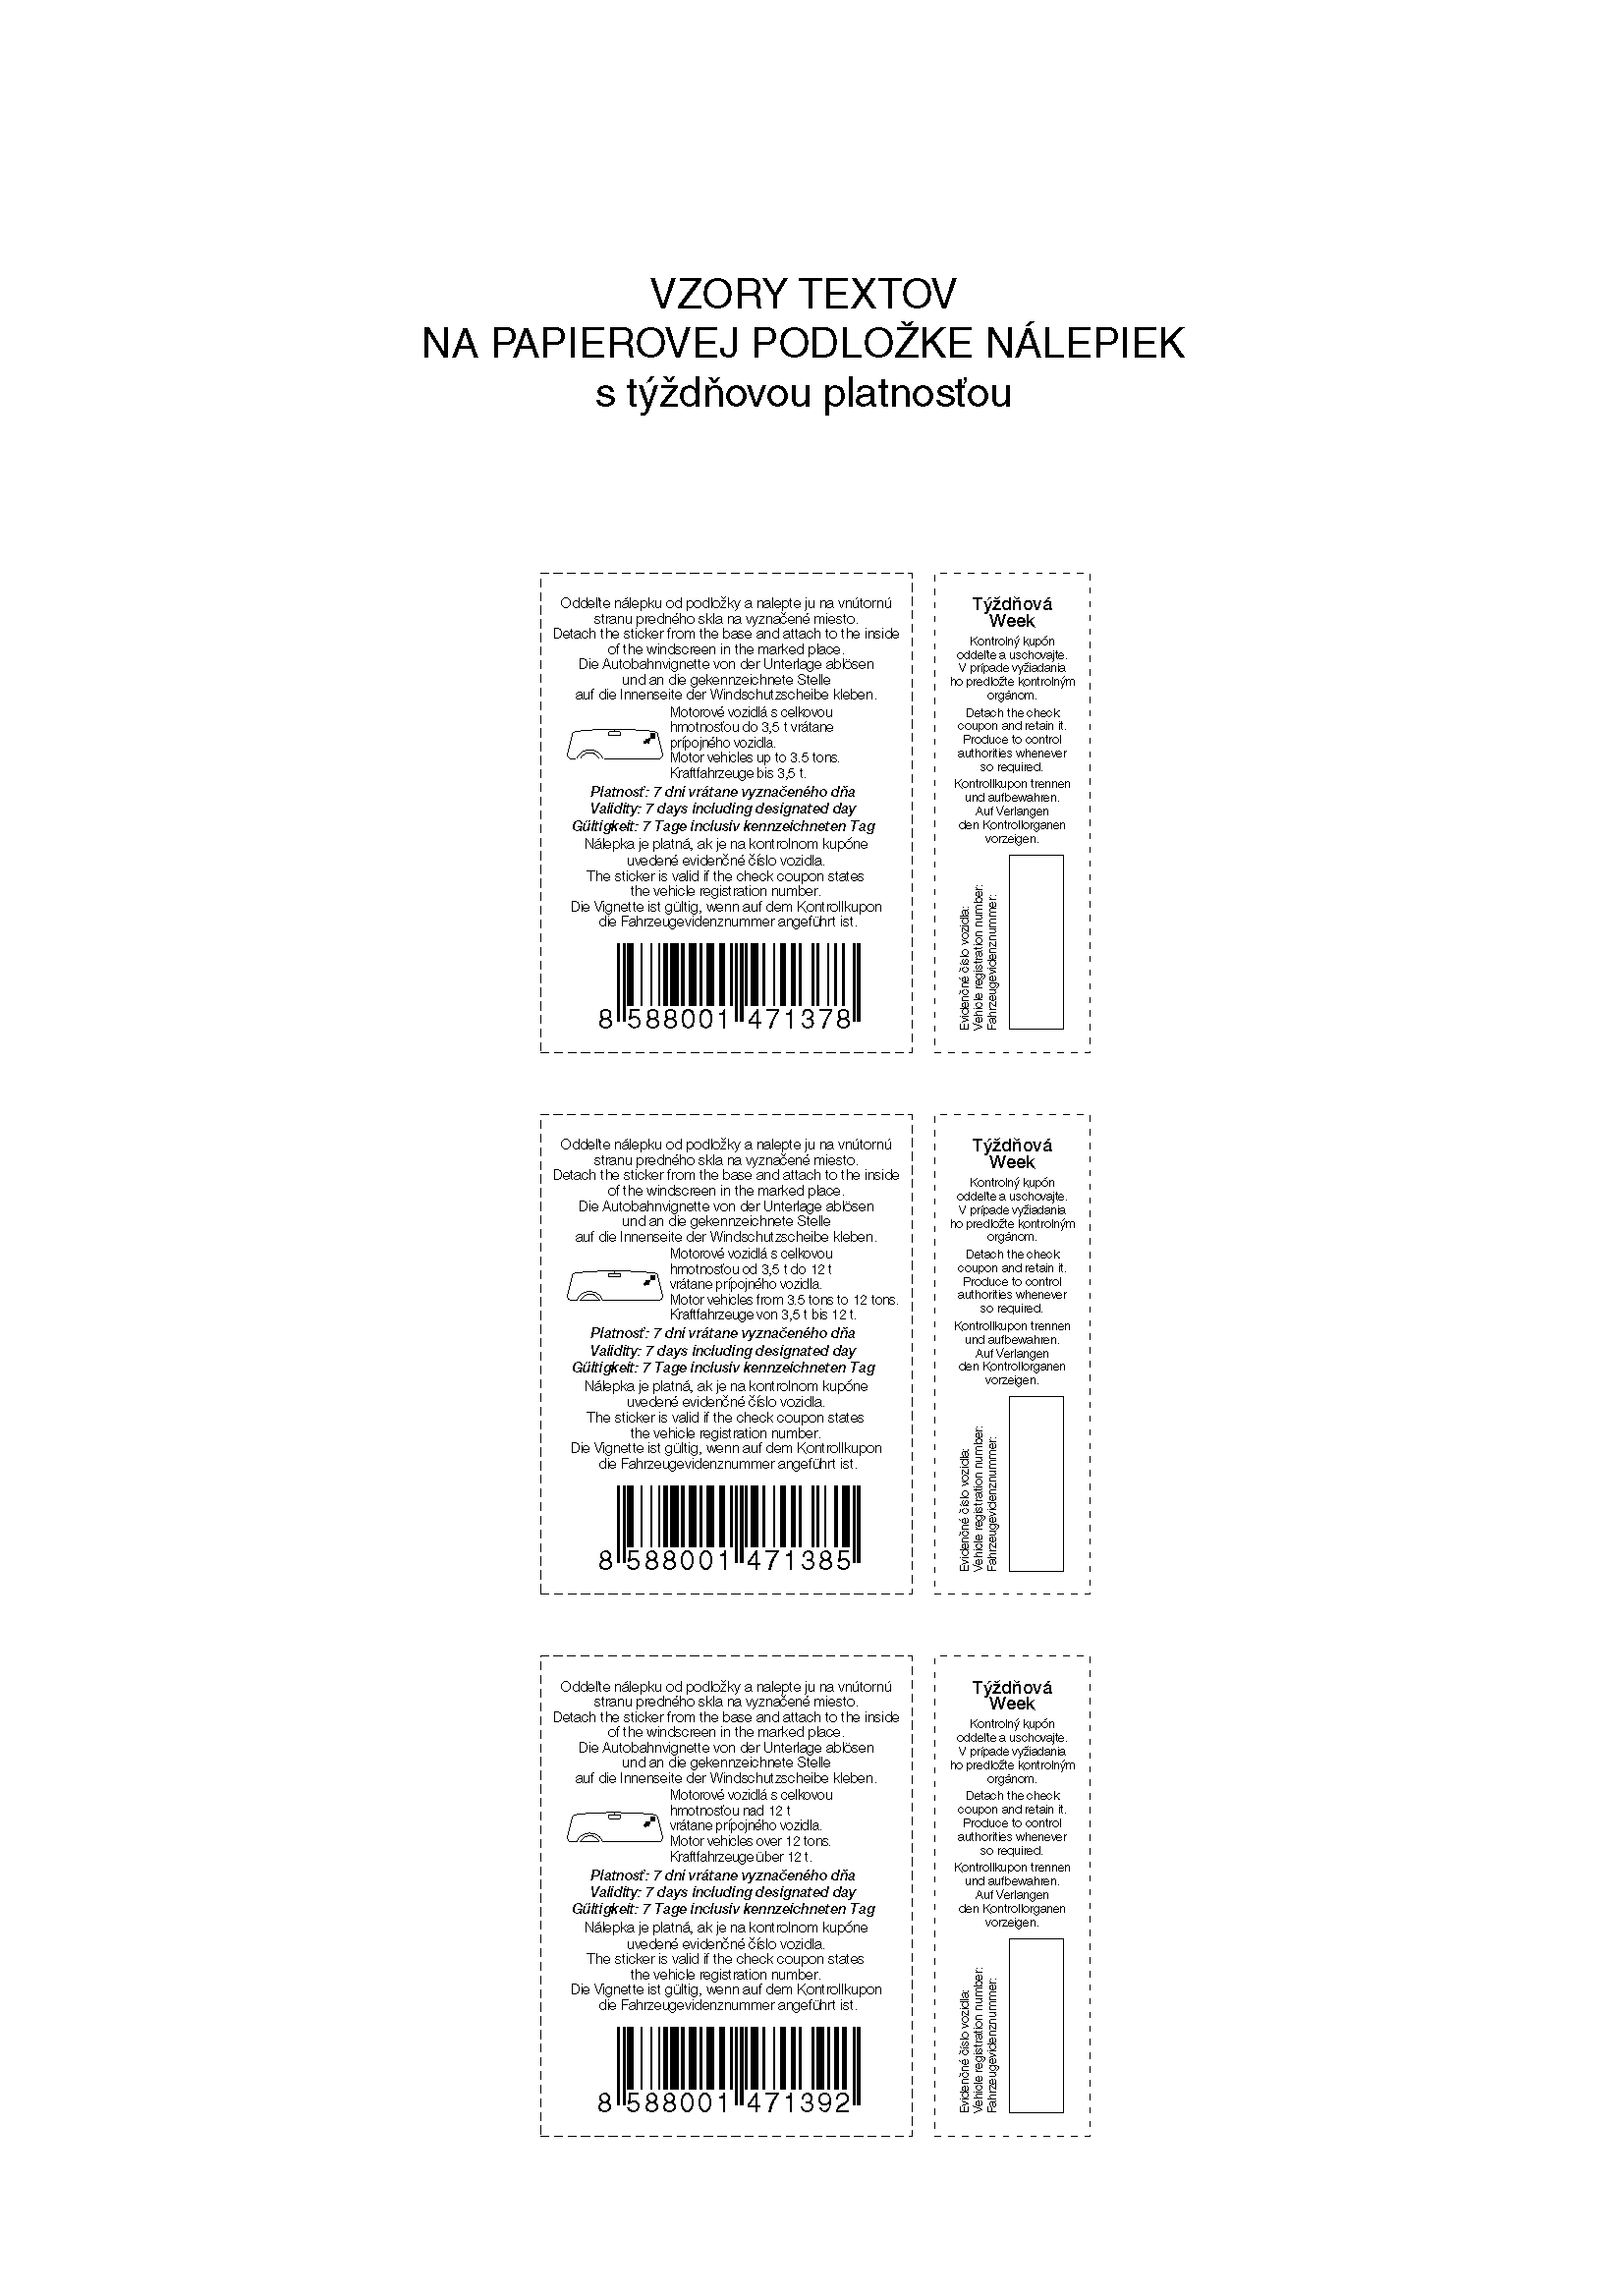 VZORY TEXTOV
NA PAPIEROVEJ PODLOŽKE NÁLEPIEK
s týždňovou platnosťou
Oddeľte nálepku od podložky a nalepte ju na vnútornú
stranu predného skla na vyznačené miesto.
Detach the sticker from the base and attach to the inside
of the windscreen in the marked place.
Die Autobahnvignette von der Unterlage ablösen
und an die gekennzeichnete Stelle
auf die Innenseite der Windschutzscheibe kleben.
Motorové vozidlá s celkovou
hmotnosťou do 3,5 t vrátane
prípojného vozidla.
Motor vehicles up to 3.5 tons.
Kraftfahrzeuge bis 3,5 t.
Platnosť: 7 dní vrátane vyznačeného dňa
Validity: 7 days including designated day
Gültigkeit: 7 Tage inclusiv kennzeichneten Tag
Nálepka je platná, ak je na kontrolnom kupóne
uvedené evidenčné číslo vozidla.
The sticker is valid if the check coupon states
the vehicle registration number.
Die Vignette ist gültig, wenn auf dem Kontrollkupon
die Fahrzeugevidenznummer angeführt ist.
8 588001 471378
Týždňová
Week
Kontrolný kupón
oddeľte a uschovajte.
V prípade vyžiadania
ho predložte kontrolným
orgánom.
Detach the check
coupon and retain it.
Produce to control
authorities whenever
so required.
Kontrollkupon trennen
und aufbewahren.
Auf Verlangen
den Kontrollorganen
vorzeigen.
Evidenčné číslo vozidla:
Vehicle registration number:
Fahrzeugevidenznummer:
Oddeľte nálepku od podložky a nalepte ju na vnútornú
stranu predného skla na vyznačené miesto.
Detach the sticker from the base and attach to the inside
of the windscreen in the marked place.
Die Autobahnvignette von der Unterlage ablösen
und an die gekennzeichnete Stelle
auf die Innenseite der Windschutzscheibe kleben.
Motorové vozidlá s celkovou
hmotnosťou od 3,5 t do 12 t
vrátane prípojného vozidla.
Motor vehicles from 3.5 tons to 12 tons.
Kraftfahrzeuge von 3,5 t bis 12 t.
Platnosť: 7 dní vrátane vyznačeného dňa
Validity: 7 days including designated day
Gültigkeit: 7 Tage inclusiv kennzeichneten Tag
Nálepka je platná, ak je na kontrolnom kupóne
uvedené evidenčné číslo vozidla.
The sticker is valid if the check coupon states
the vehicle registration number.
Die Vignette ist gültig, wenn auf dem Kontrollkupon
die Fahrzeugevidenznummer angeführt ist.
8 588001 471385
Týždňová
Week
Kontrolný kupón
oddeľte a uschovajte.
V prípade vyžiadania
ho predložte kontrolným
orgánom.
Detach the check
coupon and retain it.
Produce to control
authorities whenever
so required.
Kontrollkupon trennen
und aufbewahren.
Auf Verlangen
den Kontrollorganen
vorzeigen.
Evidenčné číslo vozidla:
Vehicle registration number:
Fahrzeugevidenznummer:
Oddeľte nálepku od podložky a nalepte ju na vnútornú
stranu predného skla na vyznačené miesto.
Detach the sticker from the base and attach to the inside
of the windscreen in the marked place.
Die Autobahnvignette von der Unterlage ablösen
und an die gekennzeichnete Stelle
auf die Innenseite der Windschutzscheibe kleben.
Motorové vozidlá s celkovou
hmotnosťou nad 12 t
vrátane prípojného vozidla.
Motor vehicles over 12 tons.
Kraftfahrzeuge über 12 t.
Platnosť: 7 dní vrátane vyznačeného dňa
Validity: 7 days including designated day
Gültigkeit: 7 Tage inclusiv kennzeichneten Tag
Nálepka je platná, ak je na kontrolnom kupóne
uvedené evidenčné číslo vozidla.
The sticker is valid if the check coupon states
the vehicle registration number.
Die Vignette ist gültig, wenn auf dem Kontrollkupon
die Fahrzeugevidenznummer angeführt ist.
8 588001 471392
Týždňová
Week
Kontrolný kupón
oddeľte a uschovajte.
V prípade vyžiadania
ho predložte kontrolným
orgánom.
Detach the check
coupon and retain it.
Produce to control
authorities whenever
so required.
Kontrollkupon trennen
und aufbewahren.
Auf Verlangen
den Kontrollorganen
vorzeigen.
Evidenčné číslo vozidla:
Vehicle registration number:
Fahrzeugevidenznummer: